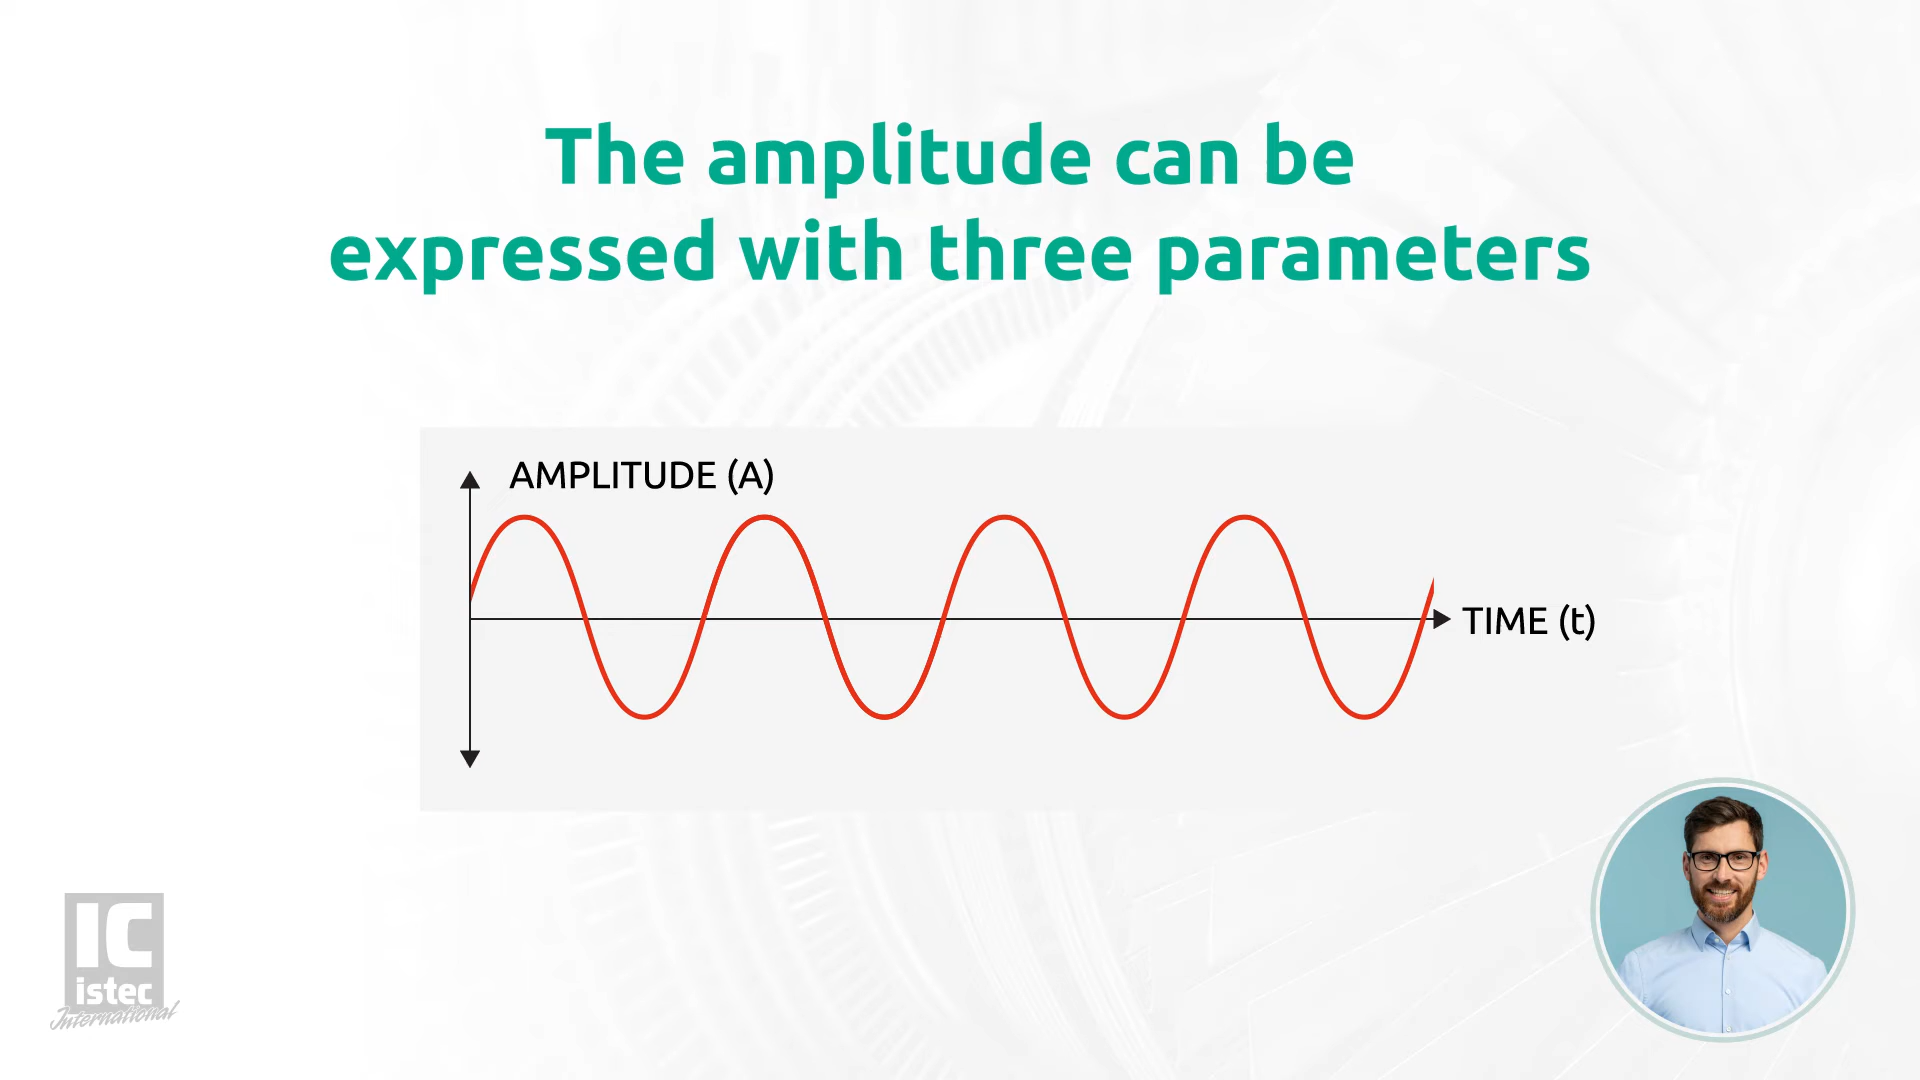 The amplitude can be
expressed with three parameters
AMPLITUDE (A)
TIME (t)
IC
istec
International